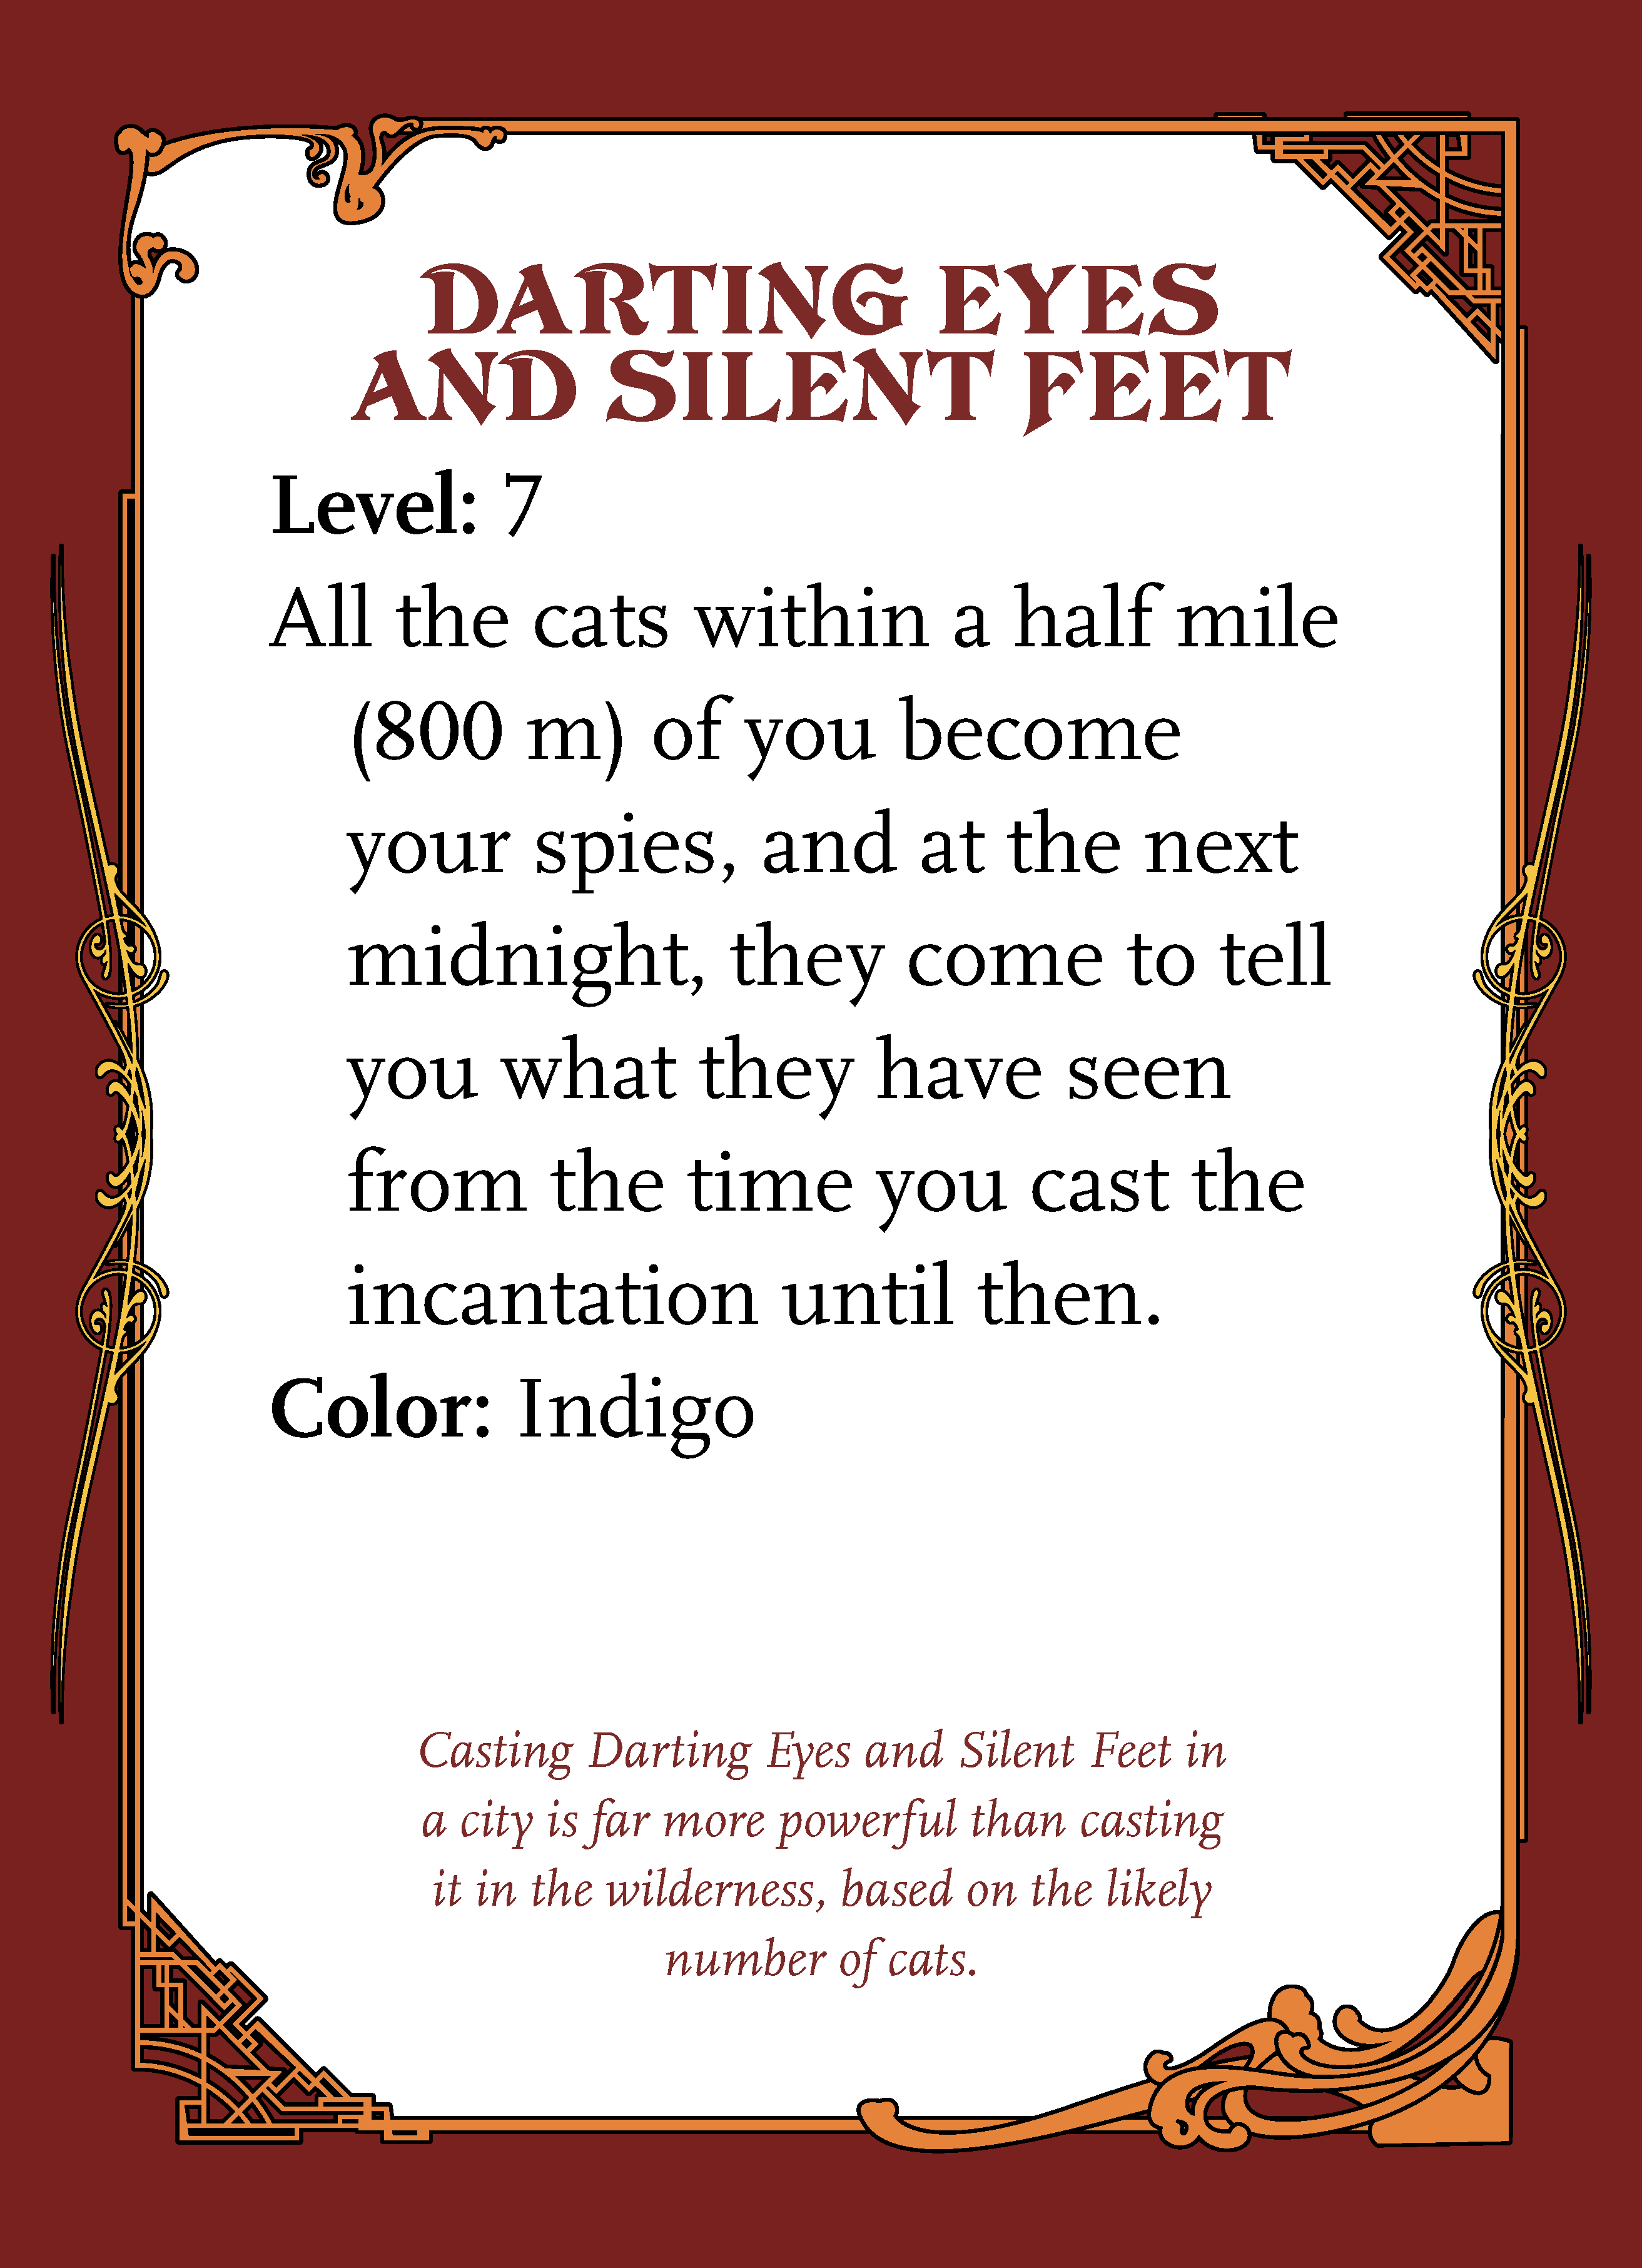 DARTING EYES
AND SILENT FEET
Level: 7
All the cats within a half mile
(800 m) of you become
your spies, and at the next
midnight, they come to tell
you what they have seen
from the time you cast the
incantation until then.
Color: Indigo
Casting Darting Eyes and Silent Feet in
a city is far more powerful than casting
it in the wilderness, based on the likely
number of cats.